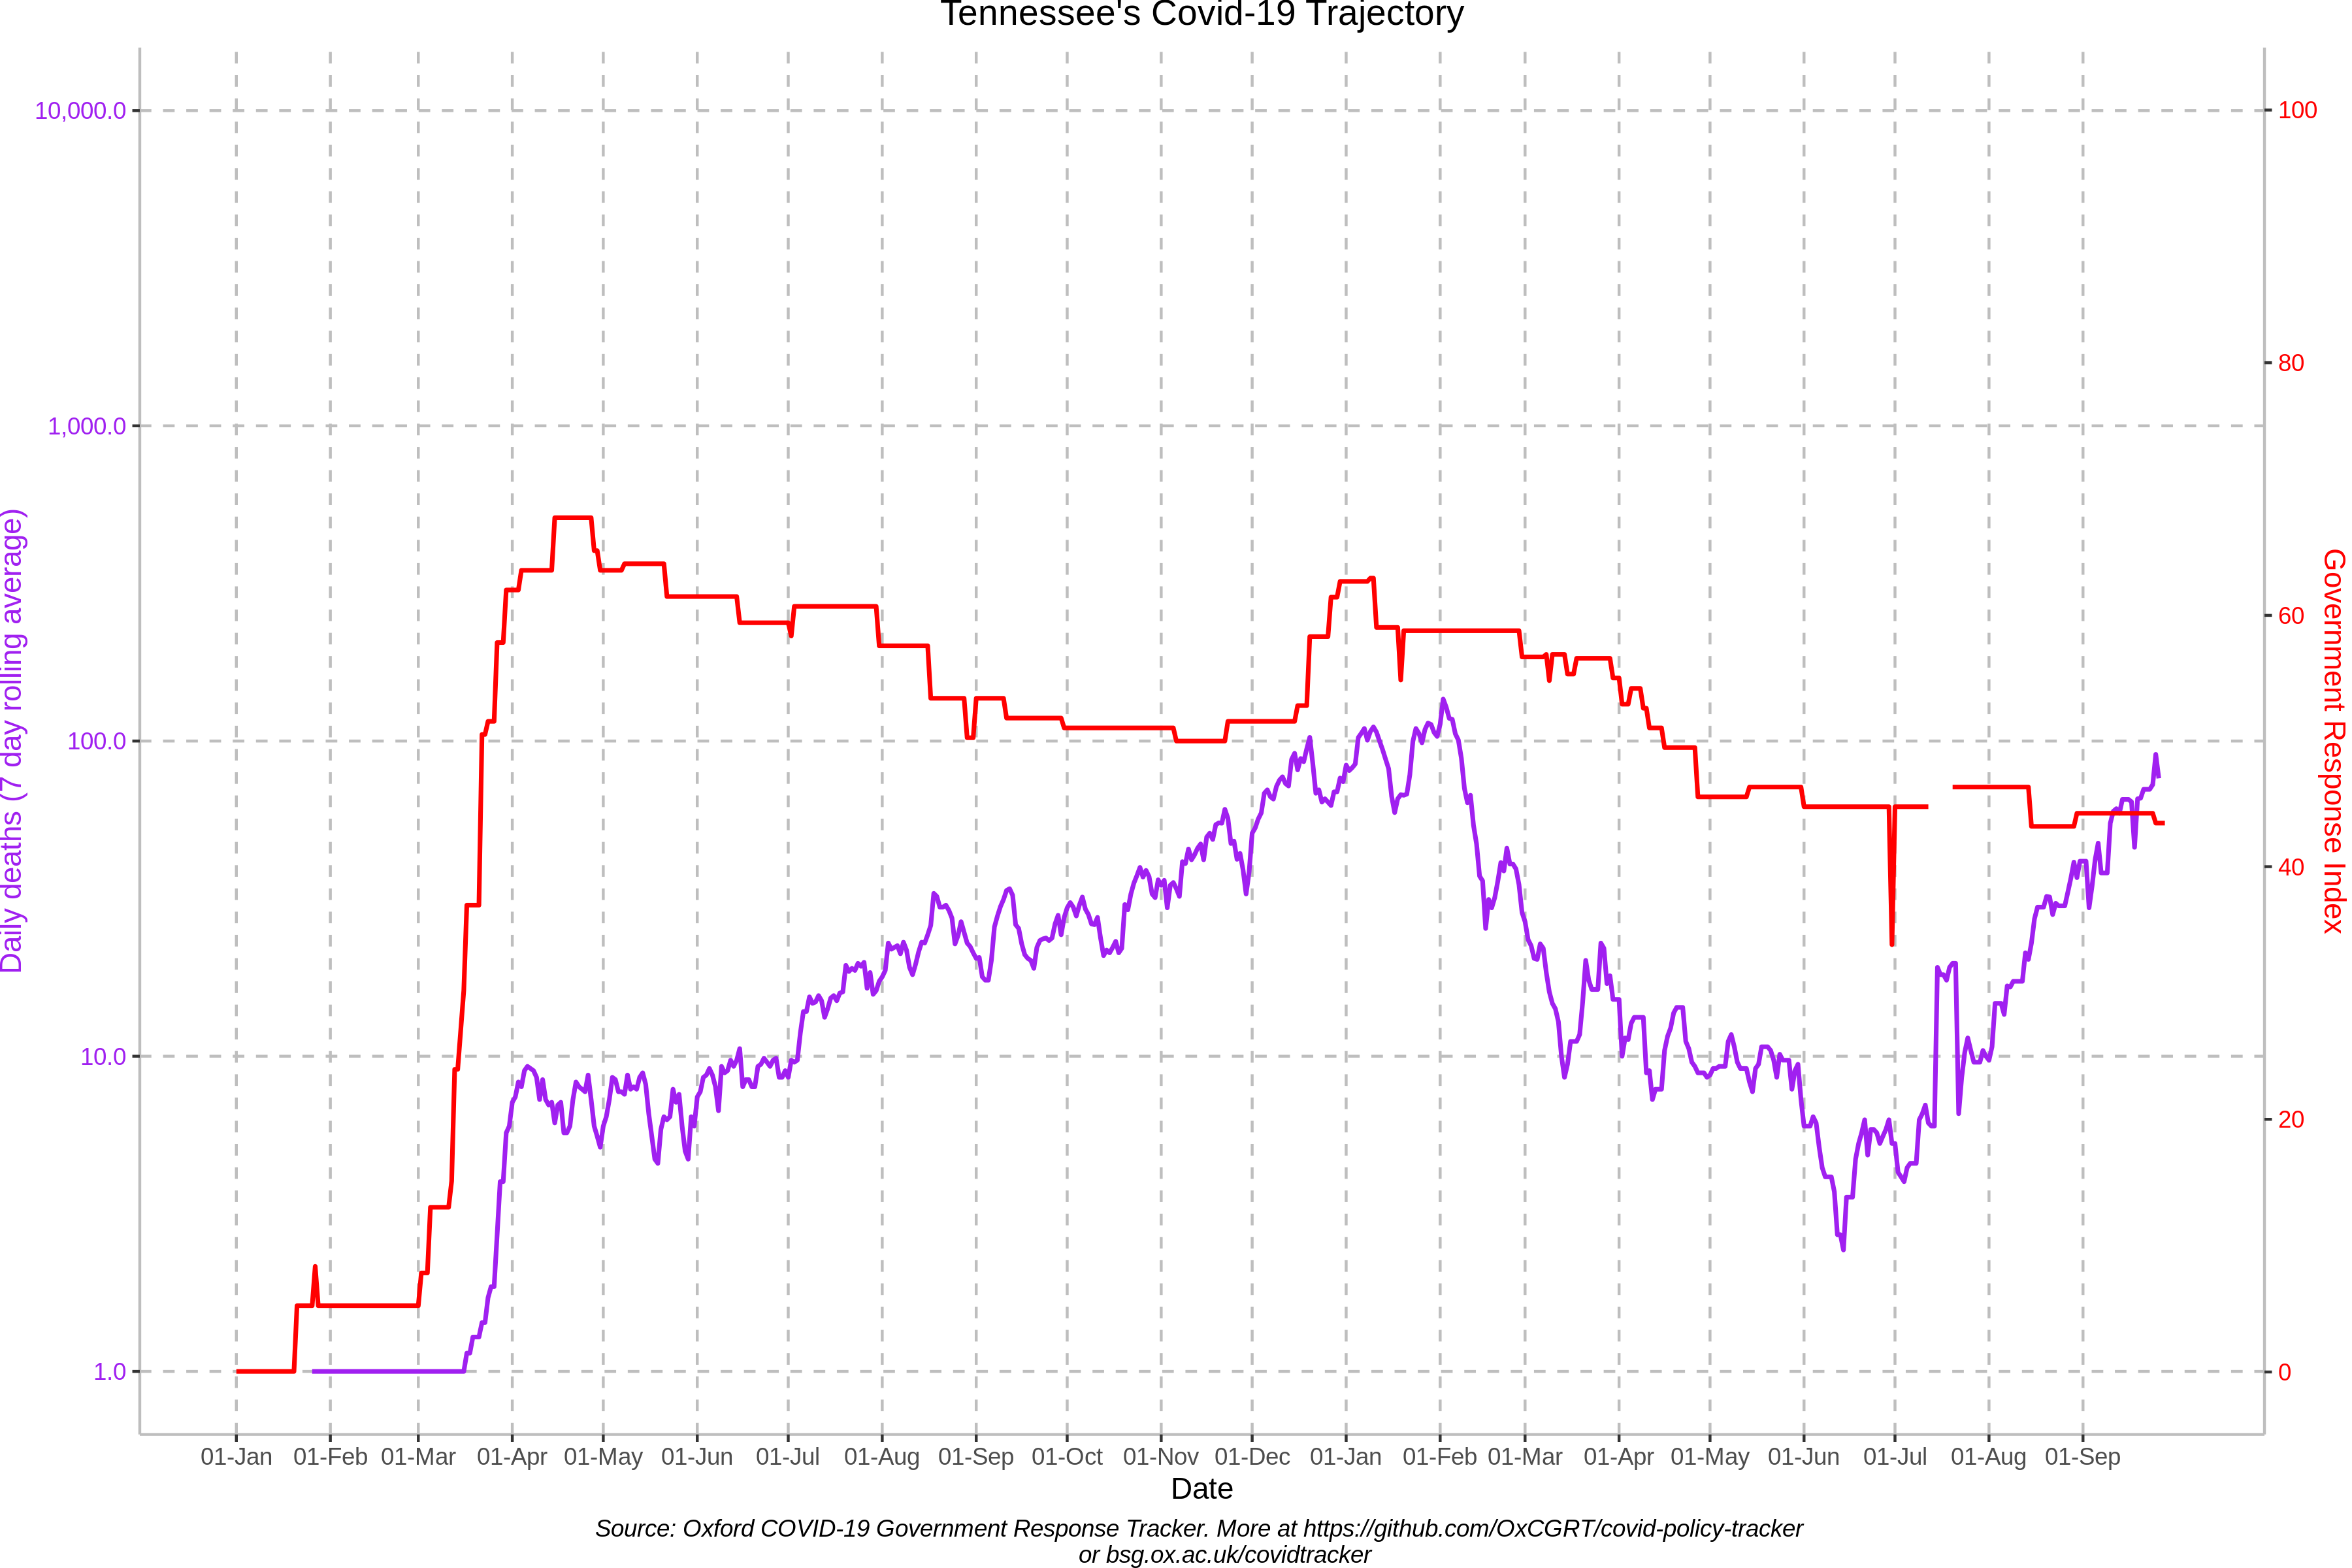 Tennessee's Covid-19 Trajectory
10,000.0
1,000.0
100.0
10.0
1.0
Daily deaths (7 day rolling average)
100
80
60
40
20
0
Government Response Index
01-Jan 01-Feb 01-Mar 01-Apr 01-May 01-Jun 01-Jul 01-Aug 01-Sep 01-Oct 01-Nov 01-Dec 01-Jan 01-Feb 01-Mar 01-Apr 01-May 01-Jun 01-Jul 01-Aug 01-Sep
Date
Source: Oxford COVID-19 Government Response Tracker. More at https://github.com/OxCGRT/covid-policy-tracker
or bsg.ox.ac.uk/covidtracker